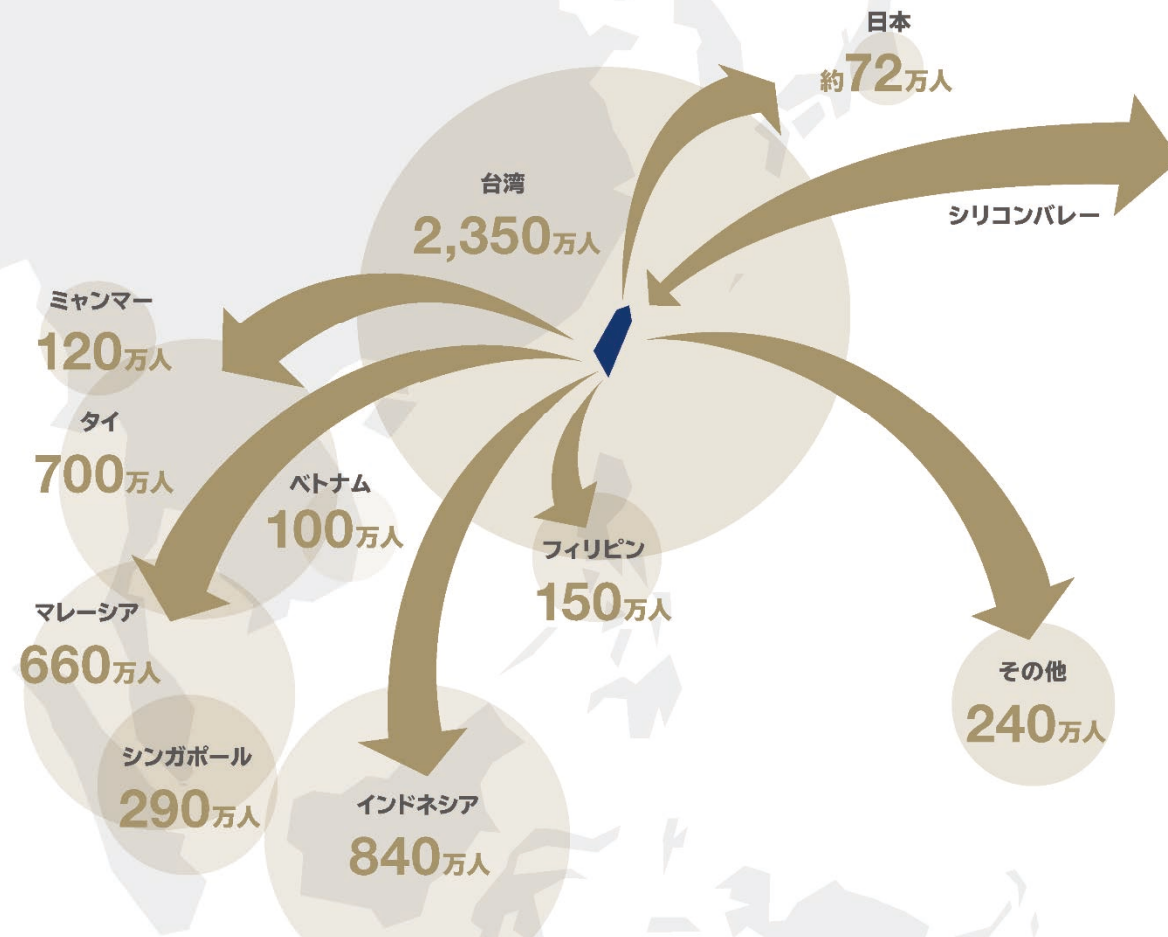 日本
約72万人
台湾
2,350万人
シリコンバレー
ミャンマー
120万人
タイ
700万人
ベトナム
100万人
フィリピン
150万人
マレーシア
660万人
その他
240万人
シンガポール
290万人
インドネシア
840万人